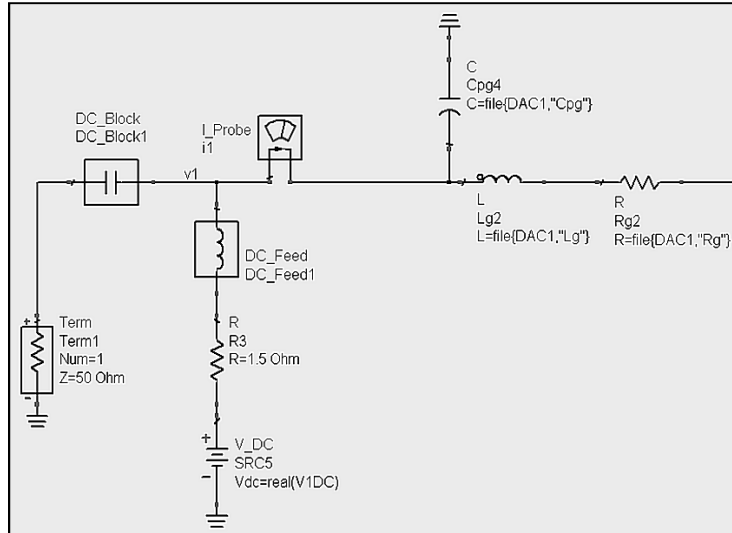 C
Cpg4
C=file{DAC1,"Cpg"}
DC_Block
DC_Block1
I_Probe
i1
v1
L
Lg2
L=file{DAC1,"Lg"}
R
Rg2
R=file{DAC1,"Rg"}
DC_Feed
DC_Feed1
+
Term
Term1
Num=1
Z=50 Ohm
-
R
R3
R=1.5 Ohm
+
V_DC
SRC5
Vdc=real(V1DC)
-